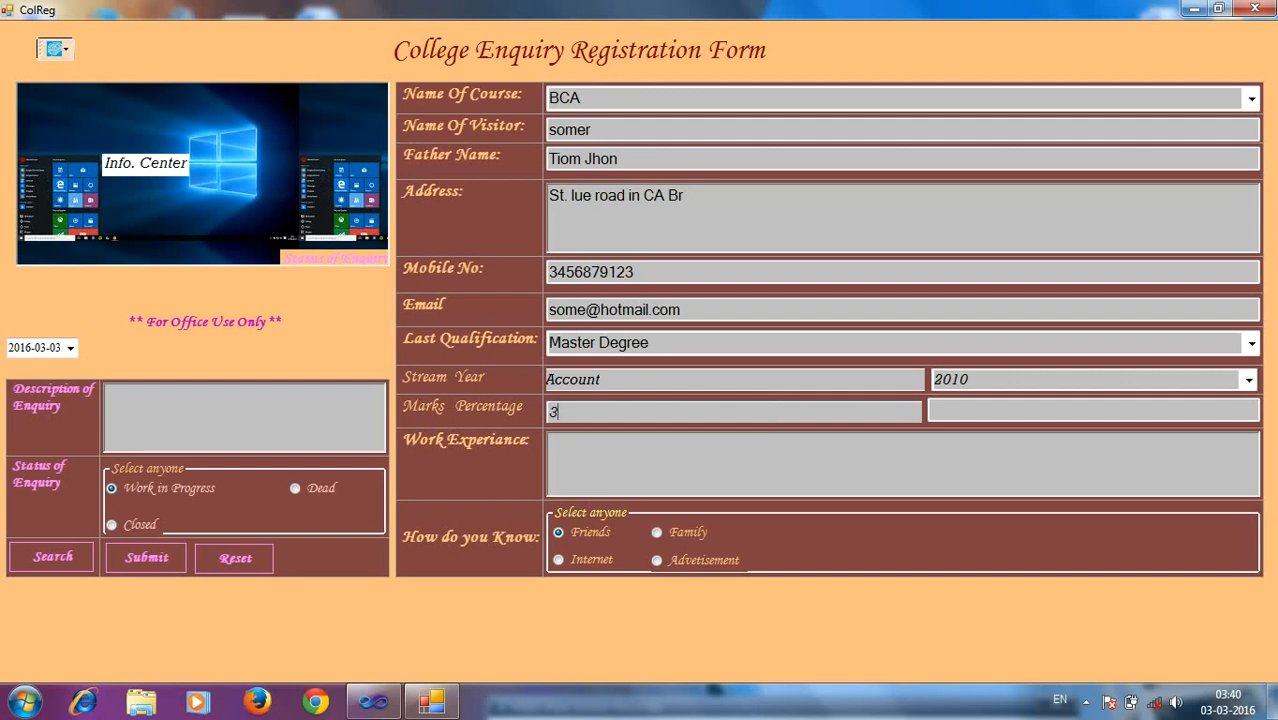 ColReg
College Enquiry Registration Form
Info. Center
Status of Enquiry
** For Office Use Only **
2016-03-03
Description of
Enquiry
Status of
Enquiry
Select anyone
Work in Progress
Dead
Closed
Search
Submit
Reset
Name Of Course:
BCA
Name Of Visitor:
somer
Father Name:
Tiom Jhon
Address:
St. lue road in CA Br
Mobile No:
3456879123
Email
some@hotmail.com
Last Qualification:
Master Degree
Stream Year
Account
2010
Marks Percentage
3
Work Experiance:
How do you Know:
Select anyone
Friends
Family
Internet
Advetisement
EN
03:40
03-03-2016